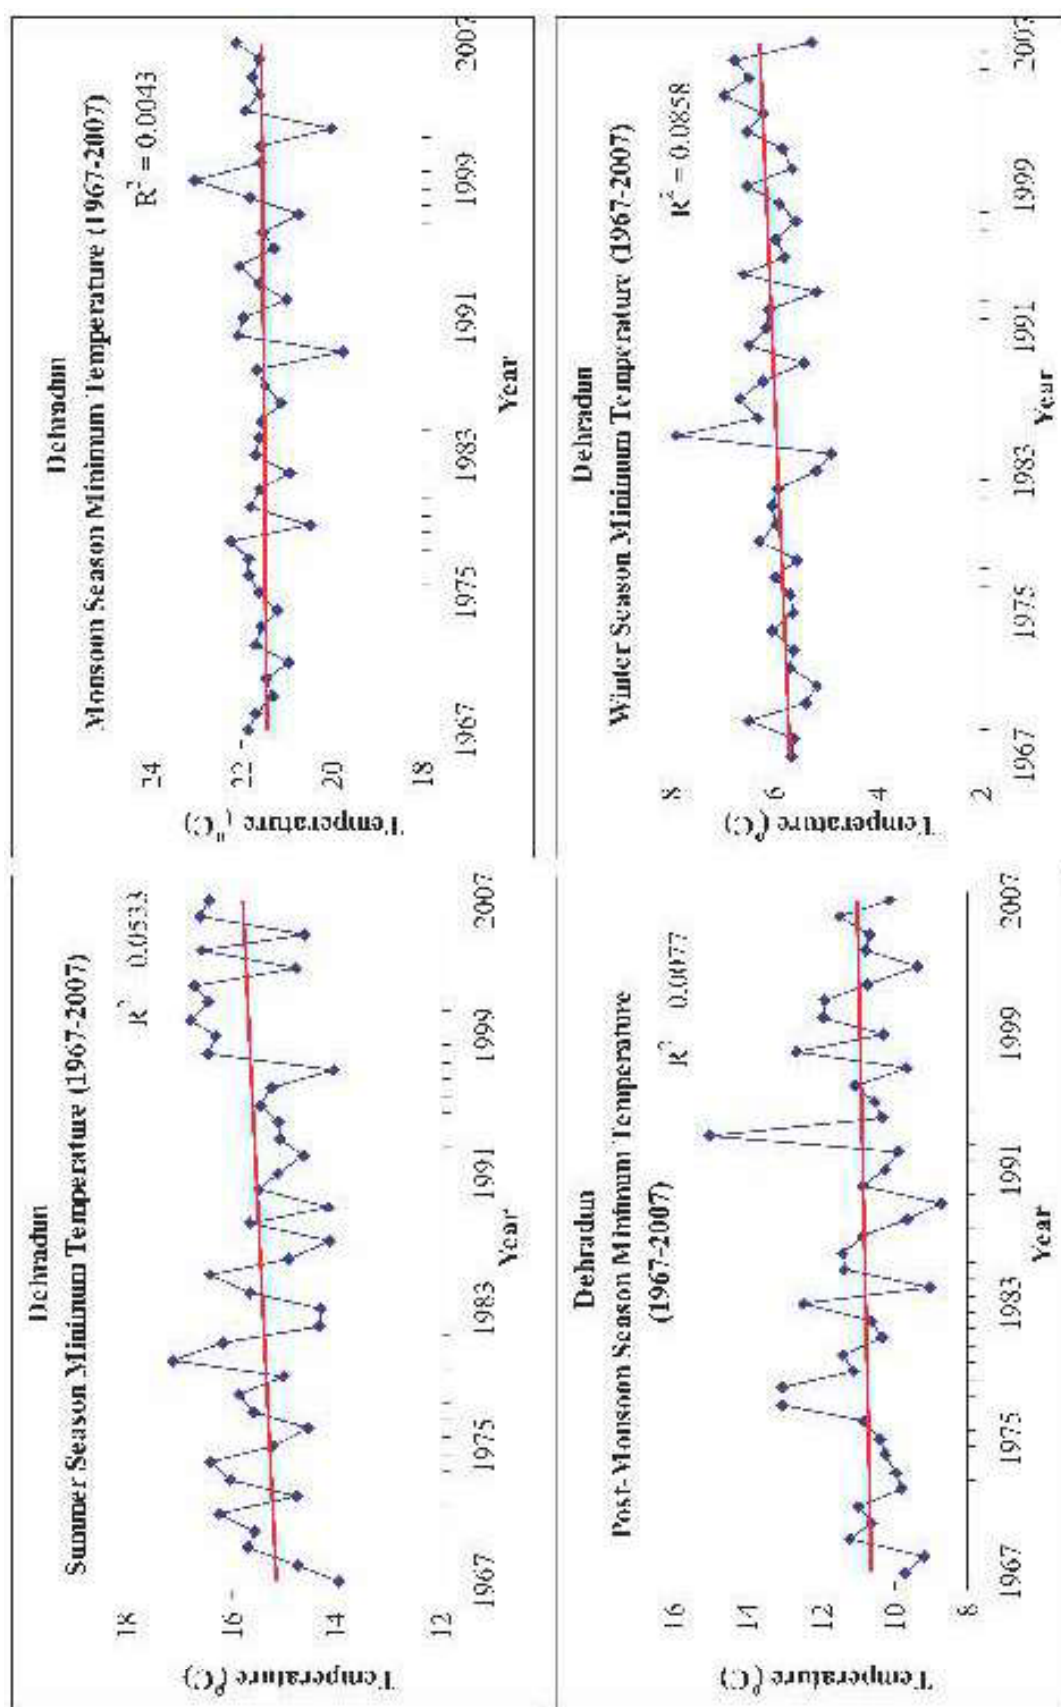 Dehradun
Summer Season Minimum Temperature (1967-2007)
R² 0.0533
18
16
14
12
Temperature (⁰C)
1967
1975
1983
1991
1999
2007
Year
Dehradun
Monsoon Season Minimum Temperature (1967-2007)
R² = 0.0043
24
22
20
18
Temperature (⁰C)
1967
1975
1983
1991
1999
2007
Year
Dehradun
Post-Monsoon Season Minimum Temperature
(1967-2007)
R² 0.0077
16
14
12
10
8
Temperature (⁰C)
1967
1975
1983
1991
1999
2007
Year
Dehradun
Winter Season Minimum Temperature (1967-2007)
R² = 0.0858
8
6
4
2
Temperature (⁰C)
1967
1975
1983
1991
1999
2007
Year